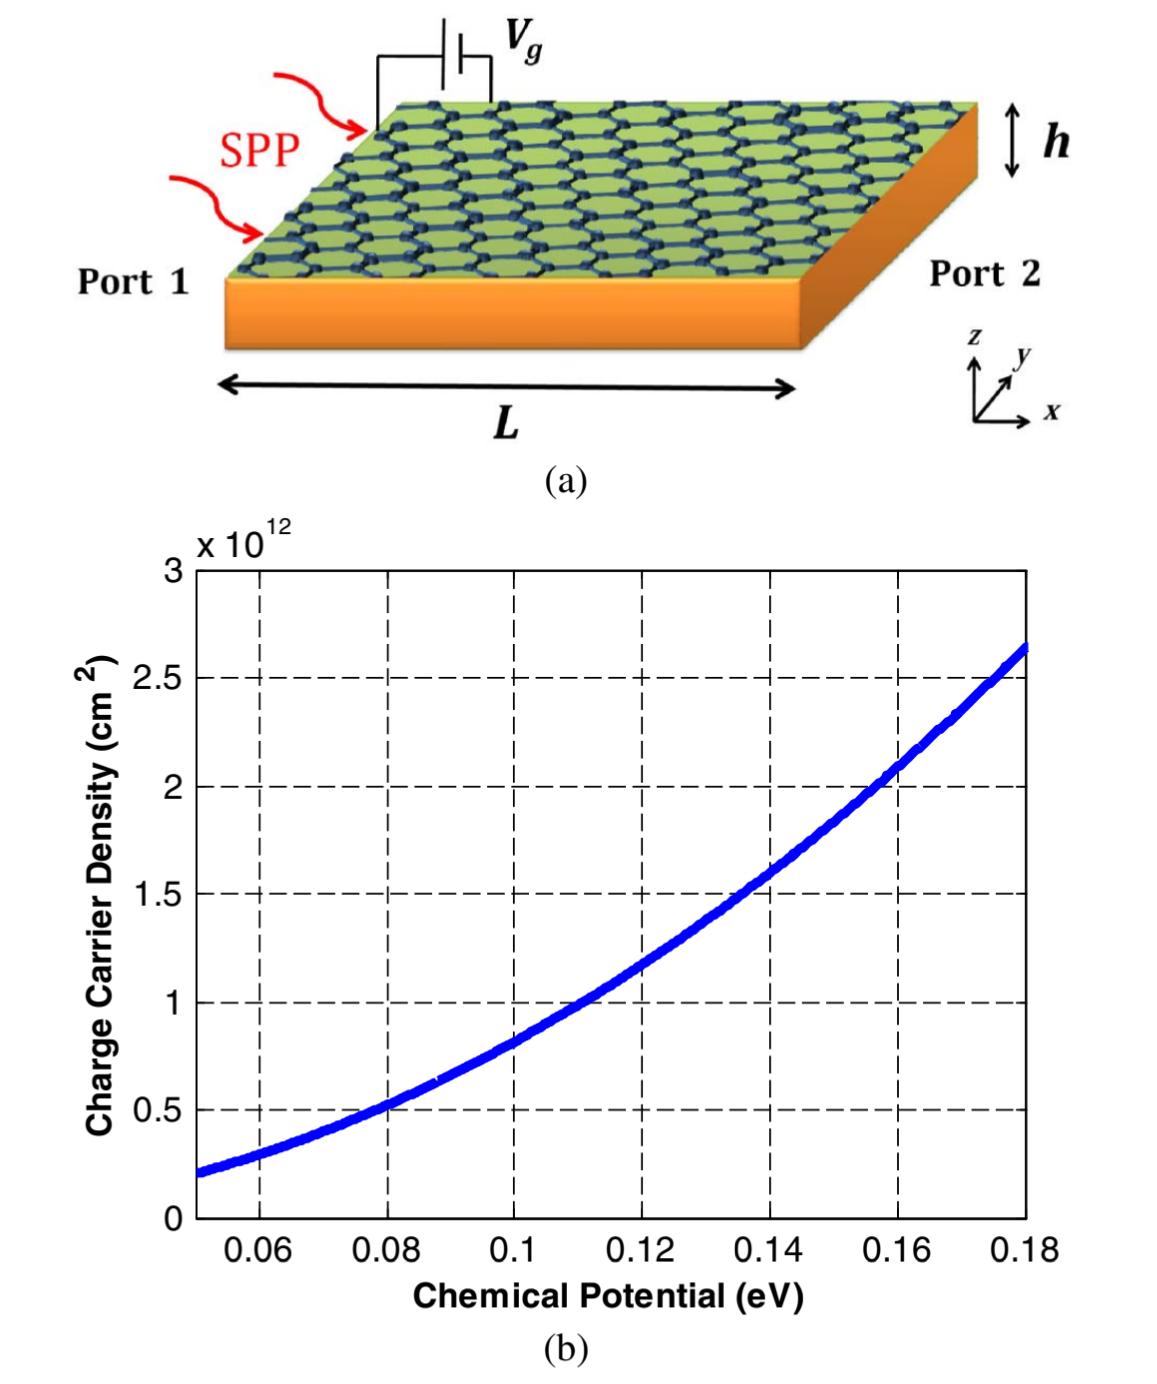 V_g
SPP
h
Port 1
Port 2
z
y
x
L
(a)
x 10^12
3
2.5
2
1.5
1
0.5
0
Charge Carrier Density (cm ^2)
0.06 0.08 0.1 0.12 0.14 0.16 0.18
Chemical Potential (eV)
(b)